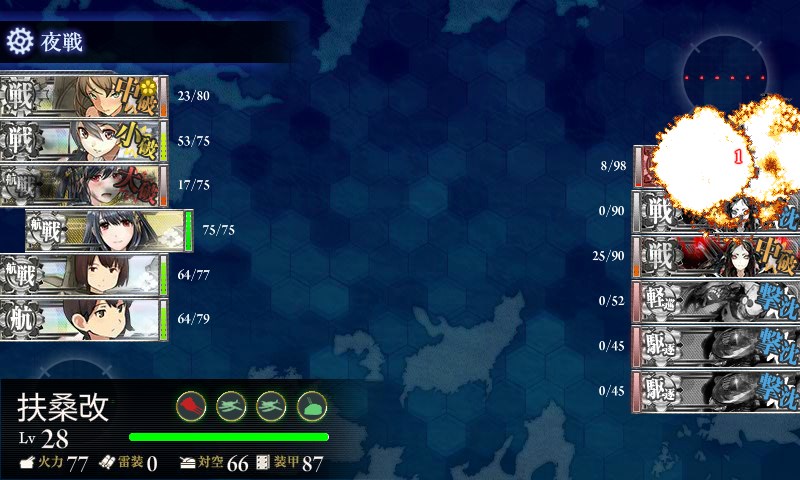 夜戦
戦 中破 23/80
戦 小破 53/75
航戦 大破 17/75
航戦 75/75
航戦 64/77
航 64/79
8/98
1
戦 撃沈 0/90
戦 中破 25/90
軽巡 撃沈 0/52
駆逐 撃沈 0/45
駆逐 撃沈 0/45
扶桑改
Lv 28
火力 77 雷装 0 対空 66 装甲 87